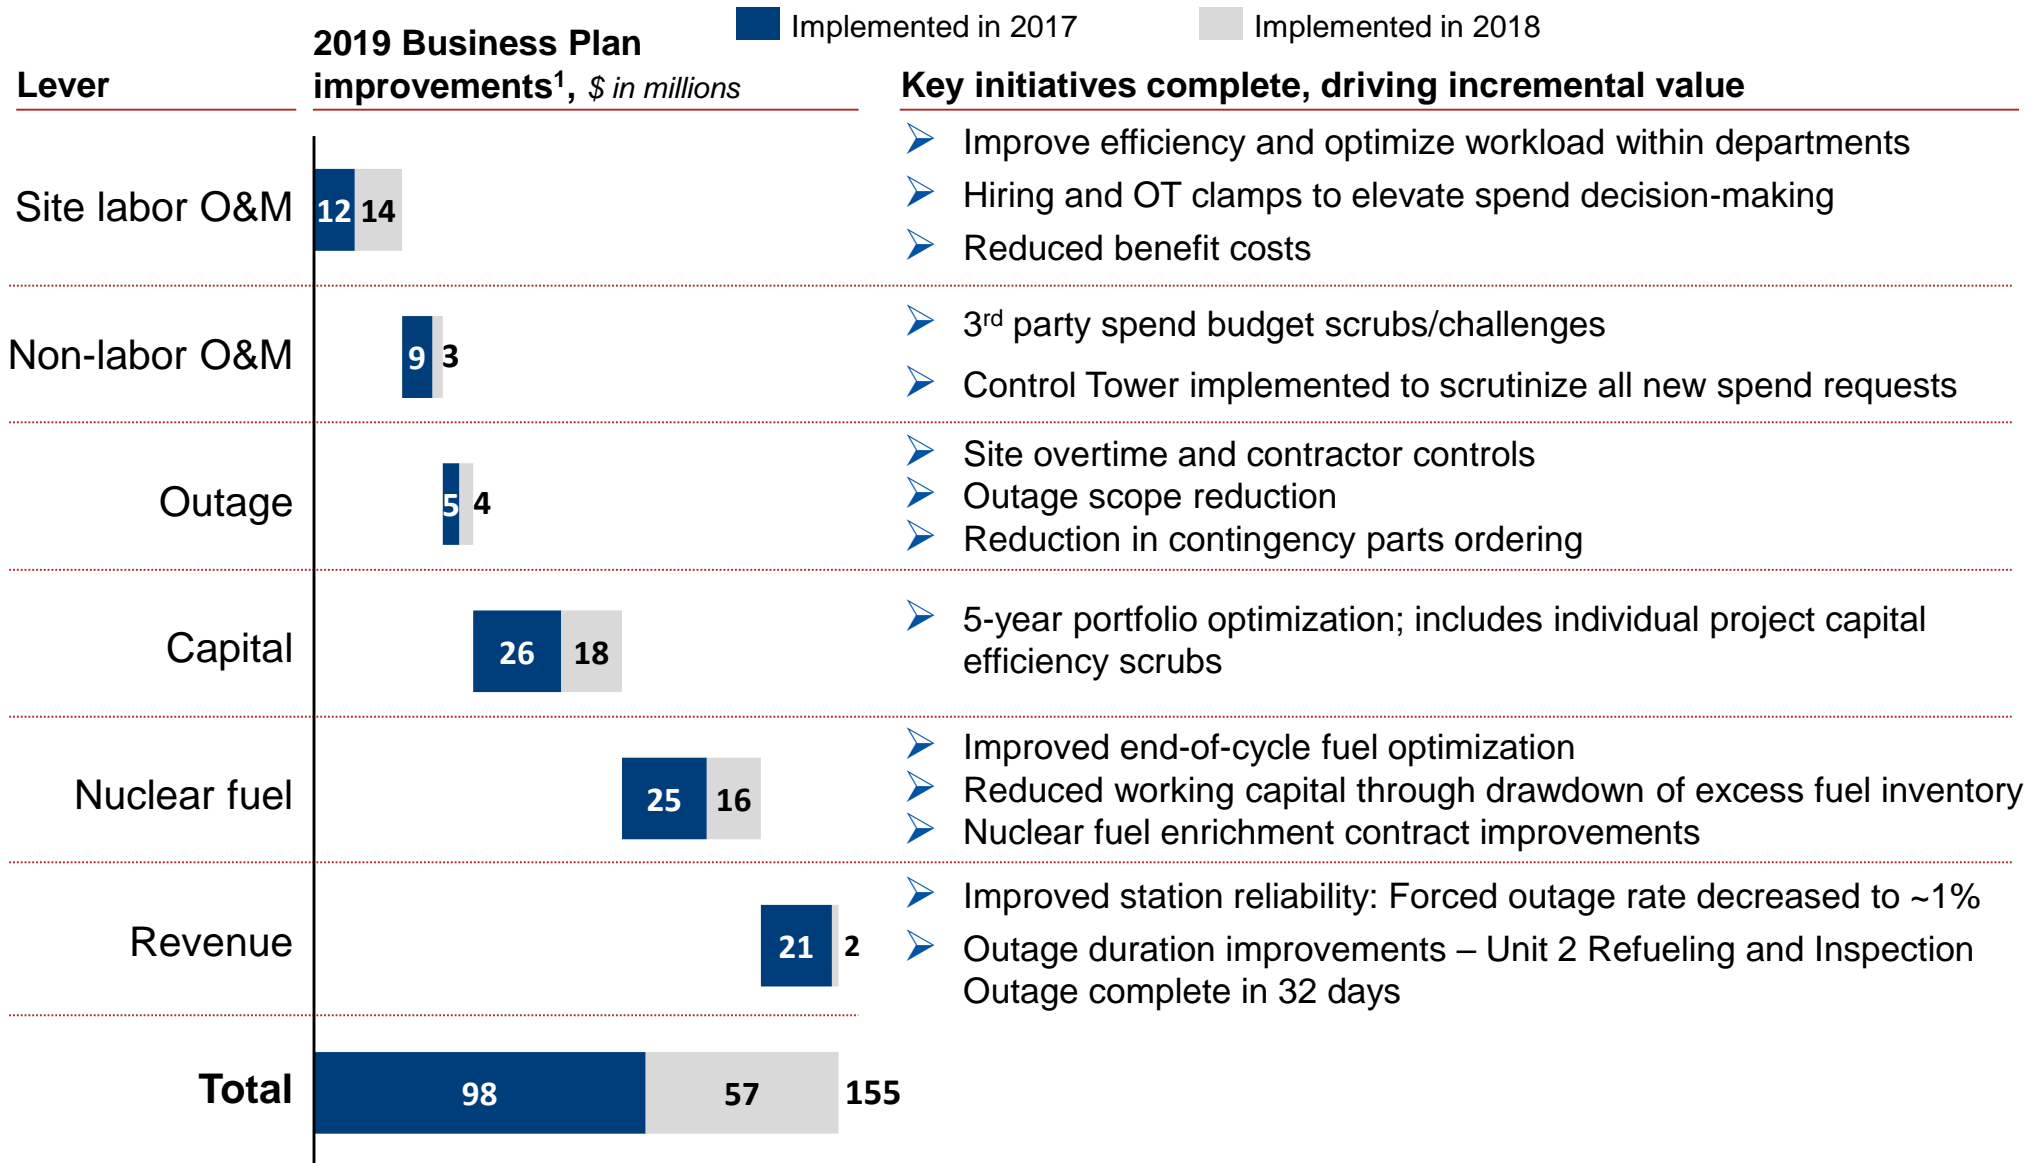 Implemented in 2017
Implemented in 2018
Lever
2019 Business Plan
improvements¹, $ in millions
Key initiatives complete, driving incremental value
Site labor O&M
12 14
Improve efficiency and optimize workload within departments
Hiring and OT clamps to elevate spend decision-making
Reduced benefit costs
Non-labor O&M
9 3
3rd party spend budget scrubs/challenges
Control Tower implemented to scrutinize all new spend requests
Outage
5 4
Site overtime and contractor controls
Outage scope reduction
Reduction in contingency parts ordering
Capital
26 18
5-year portfolio optimization; includes individual project capital
efficiency scrubs
Nuclear fuel
25 16
Improved end-of-cycle fuel optimization
Reduced working capital through drawdown of excess fuel inventory
Nuclear fuel enrichment contract improvements
Revenue
21 2
Improved station reliability: Forced outage rate decreased to ~1%
Outage duration improvements – Unit 2 Refueling and Inspection
Outage complete in 32 days
Total
98 57 155